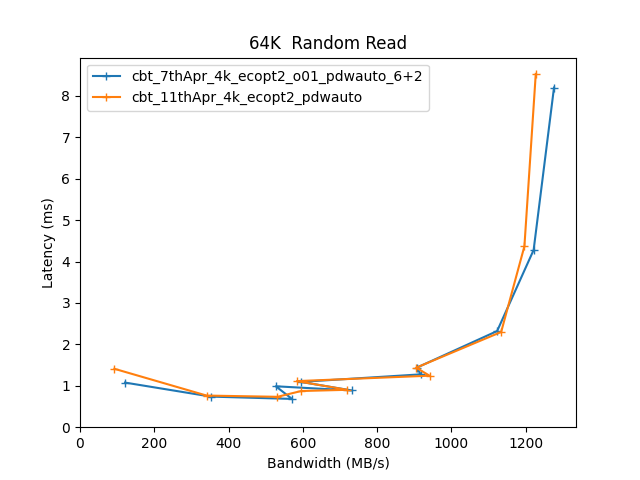 64K  Random Read
cbt_7thApr_4k_ecopt2_o01_pdwauto_6+2
cbt_11thApr_4k_ecopt2_pdwauto
8
7
6
5
4
3
2
1
0
Latency (ms)
0 200 400 600 800 1000 1200
Bandwidth (MB/s)